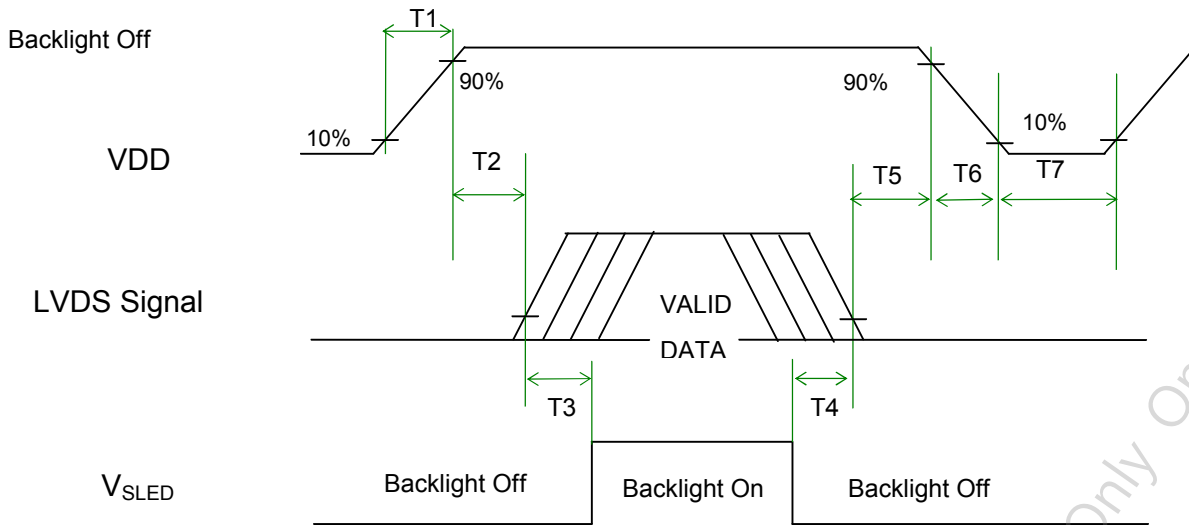 T1
Backlight Off
90%
90%
10%
10%
VDD
T2
T5
T6
T7
LVDS Signal
VALID
DATA
T3
T4
VSLED
Backlight Off
Backlight On
Backlight Off
Only